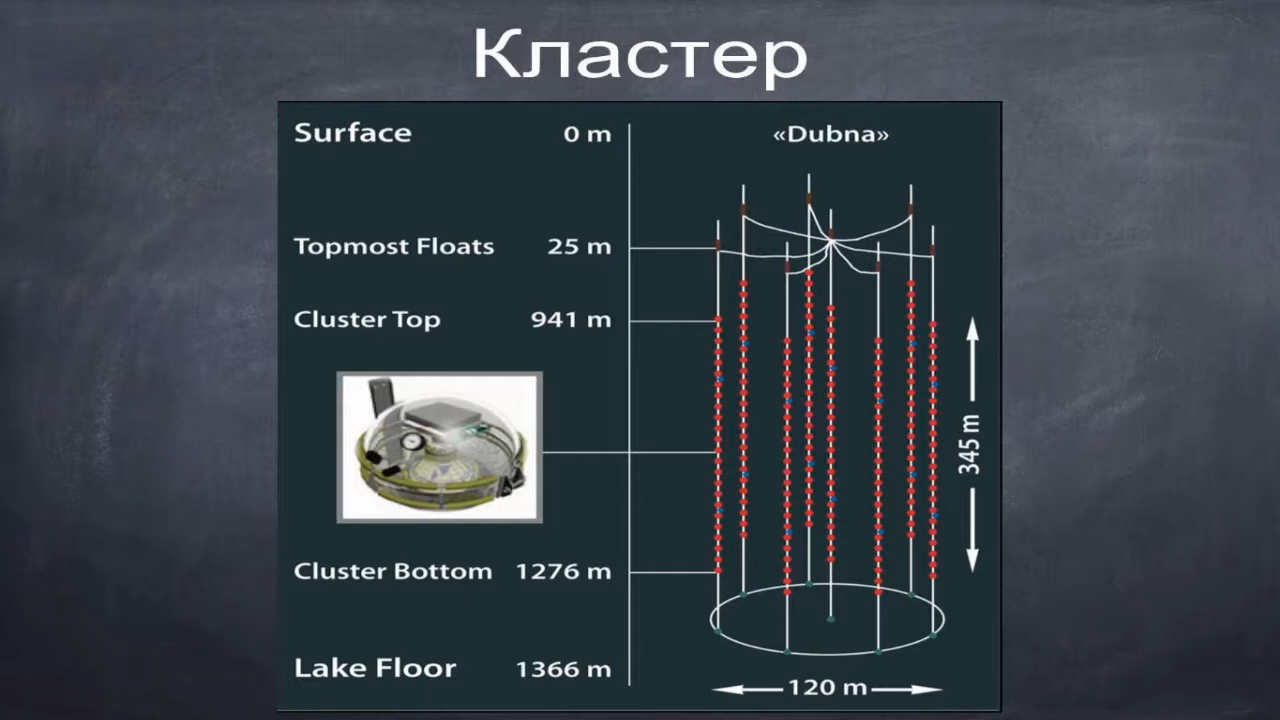 Кластер
Surface 0 m
«Dubna»
Topmost Floats 25 m
Cluster Top 941 m
345 m
Cluster Bottom 1276 m
Lake Floor 1366 m
120 m